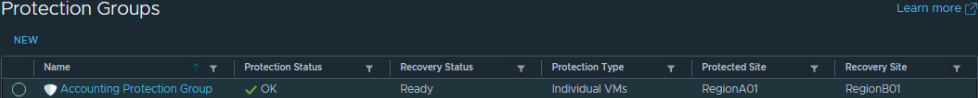 Protection Groups Learn more
NEW
Name Protection Status Recovery Status Protection Type Protected Site Recovery Site
Accounting Protection Group OK Ready Individual VMs RegionA01 RegionB01